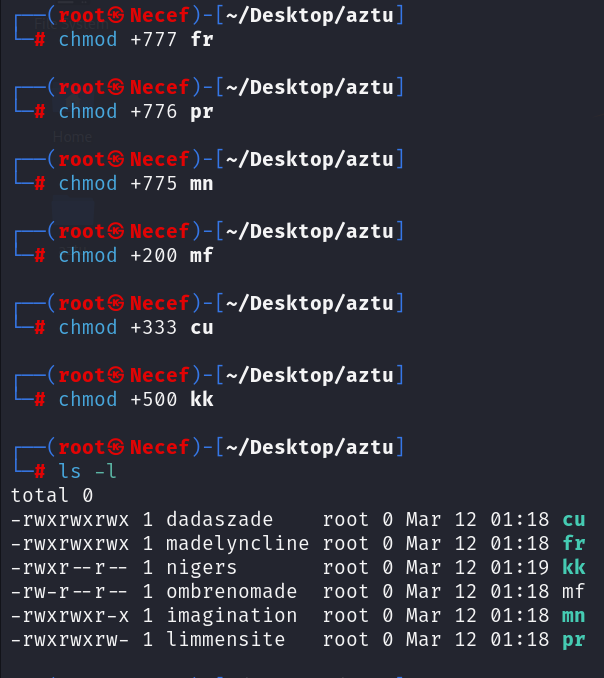 ┌──(root㉿Necef)-[~/Desktop/aztu]
└─# chmod +777 fr
Home
┌──(root㉿Necef)-[~/Desktop/aztu]
└─# chmod +776 pr
┌──(root㉿Necef)-[~/Desktop/aztu]
└─# chmod +775 mn
┌──(root㉿Necef)-[~/Desktop/aztu]
└─# chmod +200 mf
┌──(root㉿Necef)-[~/Desktop/aztu]
└─# chmod +333 cu
┌──(root㉿Necef)-[~/Desktop/aztu]
└─# chmod +500 kk
┌──(root㉿Necef)-[~/Desktop/aztu]
└─# ls -l
total 0
-rwxrwxrwx 1 dadaszade    root 0 Mar 12 01:18 cu
-rwxrwxrwx 1 madelyncline root 0 Mar 12 01:18 fr
-rwxr--r-- 1 nigers       root 0 Mar 12 01:19 kk
-rw-r--r-- 1 ombrenomade  root 0 Mar 12 01:18 mf
-rwxrwxr-x 1 imagination  root 0 Mar 12 01:18 mn
-rwxrwxrw- 1 limmensite   root 0 Mar 12 01:18 pr